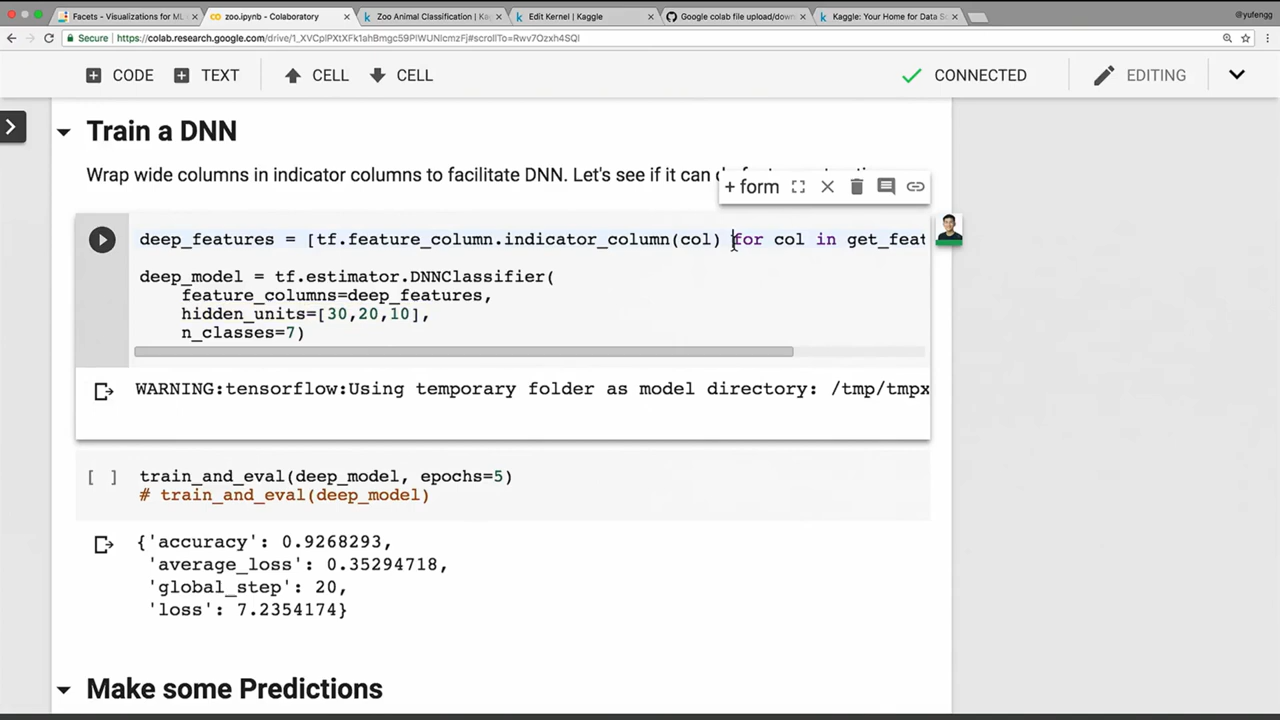 Facets - Visualizations for ML
zoo.ipynb - Colaboratory
Zoo Animal Classification | Ka
Edit Kernel | Kaggle
Google colab file upload/down
Kaggle: Your Home for Data S
@yufengg
Secure
https://colab.research.google.com/drive/1_XVCplPXtXFk1ahBmgc59PlWUNlcmzFj#scrollTo=Rwv7Ozxh4SQl
CODE TEXT CELL CELL CONNECTED EDITING
Train a DNN
Wrap wide columns in indicator columns to facilitate DNN. Let's see if it can
+ form
deep_features = [tf.feature_column.indicator_column(col) for col in get_feat
deep_model = tf.estimator.DNNClassifier(
feature_columns=deep_features,
hidden_units=[30,20,10],
n_classes=7)
WARNING:tensorflow:Using temporary folder as model directory: /tmp/tmpx
[ ] train_and_eval(deep_model, epochs=5)
# train_and_eval(deep_model)
{'accuracy': 0.9268293,
'average_loss': 0.35294718,
'global_step': 20,
'loss': 7.2354174}
Make some Predictions